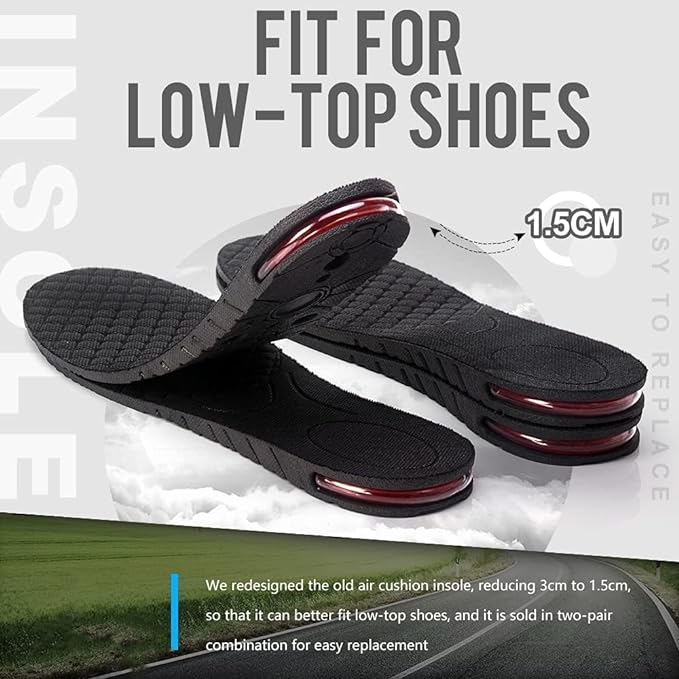 FIT FOR
LOW-TOP SHOES
INSOLE
1.5CM
EASY TO REPLACE
We redesigned the old air cushion insole, reducing 3cm to 1.5cm,
so that it can better fit low-top shoes, and it is sold in two-pair
combination for easy replacement